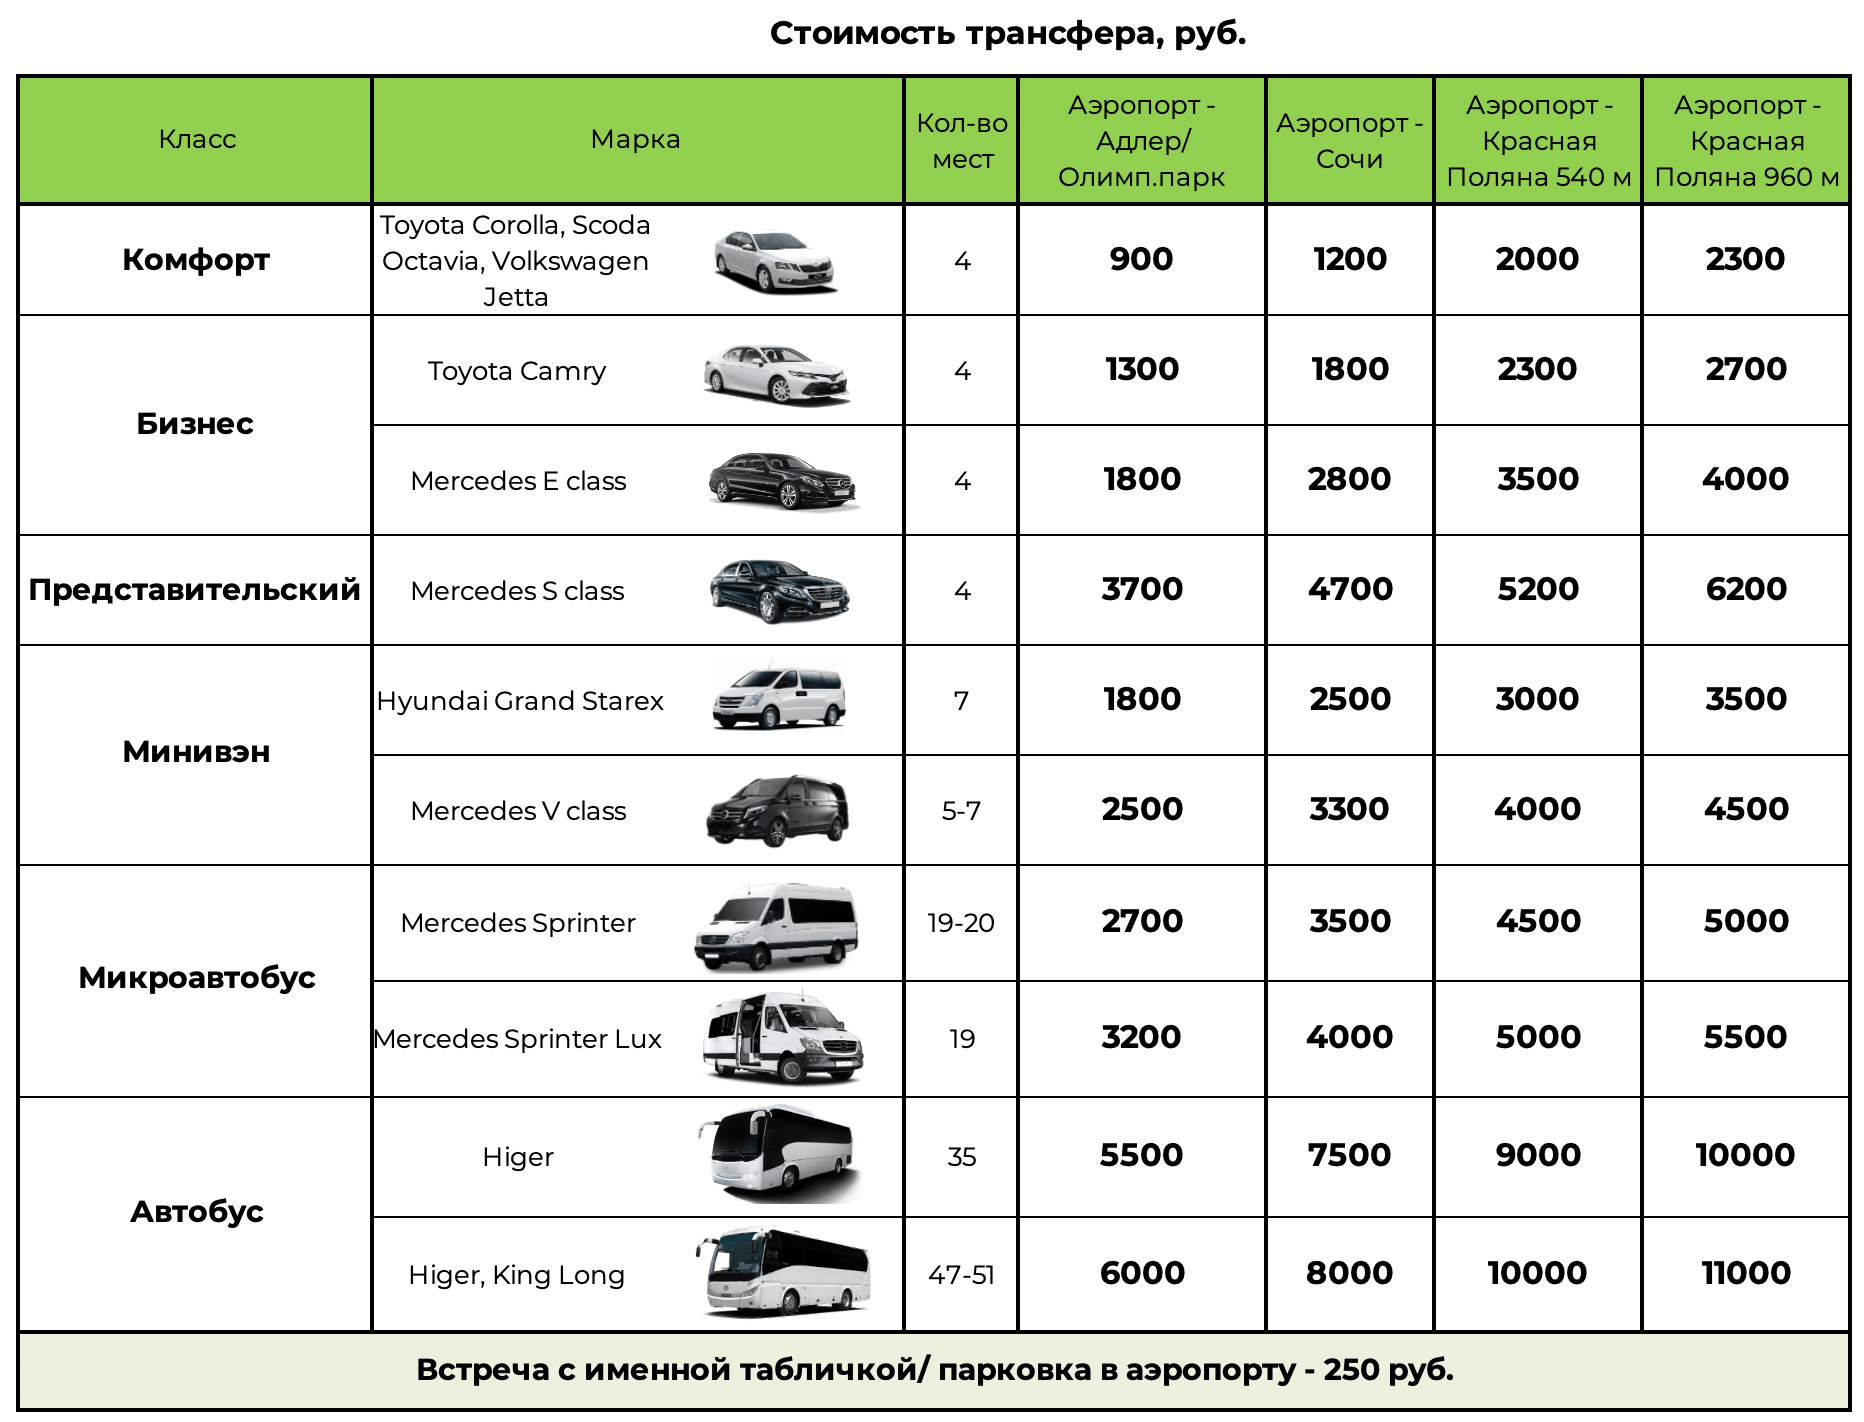 Стоимость трансфера, руб.
Класс
Марка
Кол-во
мест
Аэропорт -
Адлер/
Олимп.парк
Аэропорт -
Сочи
Аэропорт -
Красная
Поляна 540 м
Аэропорт -
Красная
Поляна 960 м
Комфорт
Toyota Corolla, Scoda
Octavia, Volkswagen
Jetta
4
900
1200
2000
2300
Бизнес
Toyota Camry
4
1300
1800
2300
2700
Mercedes E class
4
1800
2800
3500
4000
Представительский
Mercedes S class
4
3700
4700
5200
6200
Минивэн
Hyundai Grand Starex
7
1800
2500
3000
3500
Mercedes V class
5-7
2500
3300
4000
4500
Микроавтобус
Mercedes Sprinter
19-20
2700
3500
4500
5000
Mercedes Sprinter Lux
19
3200
4000
5000
5500
Автобус
Higer
35
5500
7500
9000
10000
Higer, King Long
47-51
6000
8000
10000
11000
Встреча с именной табличкой/ парковка в аэропорту - 250 руб.